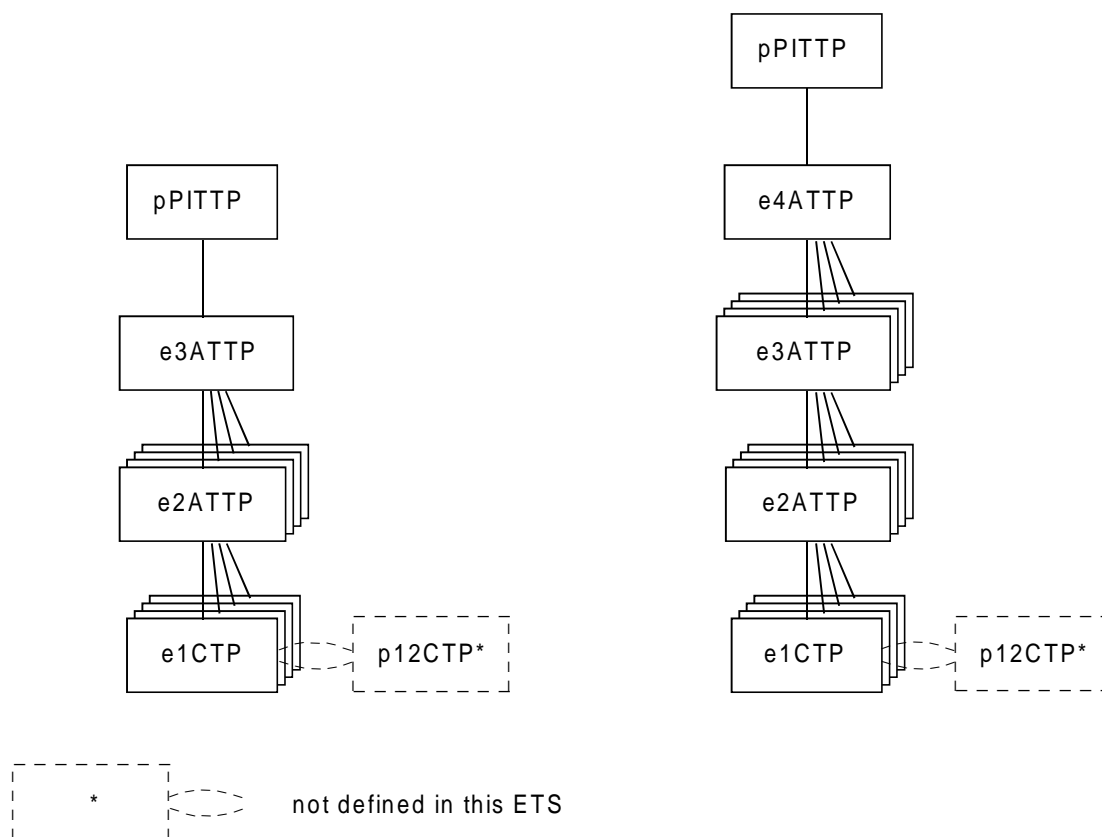 pPITTP
pPITTP
e4ATTP
e3ATTP
e3ATTP
e2ATTP
e2ATTP
e1CTP
p12CTP*
e1CTP
p12CTP*
* not defined in this ETS